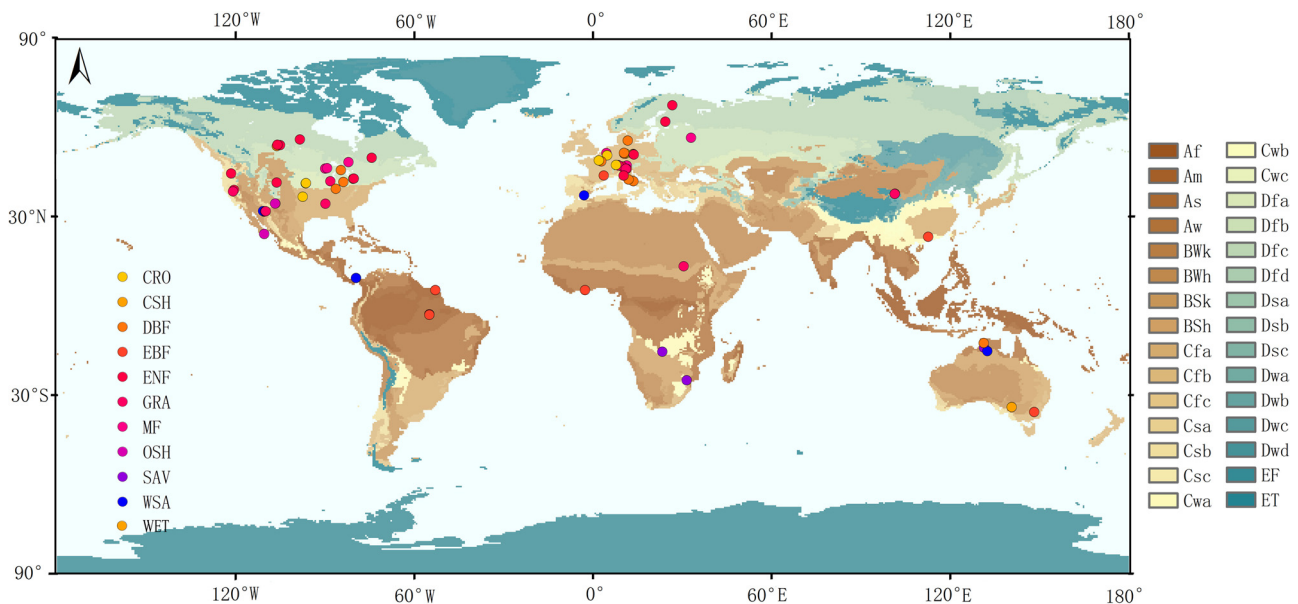 120°W 60°W 0° 60°E 120°E 180°
90°
30°N
30°S
90°
120°W 60°W 0° 60°E 120°E 180°
CRO
CSH
DBF
EBF
ENF
GRA
MF
OSH
SAV
WSA
WET
Af
Am
As
Aw
BWk
BWh
BSk
BSh
Cfa
Cfb
Cfc
Csa
Csb
Csc
Cwa
Cwb
Cwc
Dfa
Dfb
Dfc
Dfd
Dsa
Dsb
Dsc
Dwa
Dwb
Dwc
Dwd
EF
ET